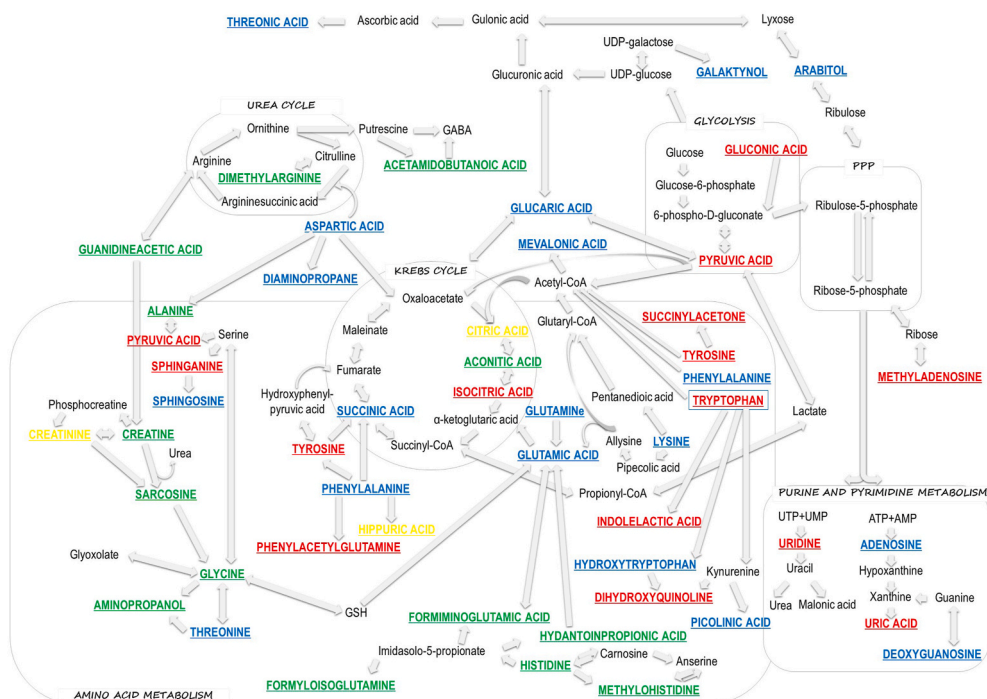 THREONIC ACID
Ascorbic acid
Gulonic acid
Lyxose
UDP-galactose
Glucuronic acid
UDP-glucose
GALAKTYNOL
ARABITOL
Ribulose
UREA CYCLE
Ornithine
Putrescine
GABA
Arginine
Citrulline
DIMETHYLARGININE
ACETAMIDOBUTANOIC ACID
Argininesuccinic acid
GLYCOLYSIS
Glucose
GLUCONIC ACID
Glucose-6-phosphate
6-phospho-D-gluconate
PYRUVIC ACID
PPP
Ribulose-5-phosphate
Ribose-5-phosphate
Ribose
METHYLADENOSINE
GLUCARIC ACID
ASPARTIC ACID
MEVALONIC ACID
GUANIDINEACETIC ACID
DIAMINOPROPANE
KREBS CYCLE
Oxaloacetate
Acetyl-CoA
ALANINE
PYRUVIC ACID
Serine
SPHINGANINE
SPHINGOSINE
Maleinate
CITRIC ACID
Glutaryl-CoA
SUCCINYLACETONE
ACONITIC ACID
TYROSINE
Fumarate
ISOCITRIC ACID
PHENYLALANINE
Hydroxyphenyl-
pyruvic acid
Pentanedioic acid
TRYPTOPHAN
Lactate
SUCCINIC ACID
α-ketoglutaric acid
GLUTAMINe
Phosphocreatine
CREATININE
CREATINE
Urea
TYROSINE
Succinyl-CoA
GLUTAMIC ACID
Allysine
LYSINE
Pipecolic acid
SARCOSINE
PHENYLALANINE
Propionyl-CoA
HIPPURIC ACID
INDOLELACTIC ACID
PHENYLACETYLGLUTAMINE
PURINE AND PYRIMIDINE METABOLISM
UTP+UMP
ATP+AMP
URIDINE
ADENOSINE
Uracil
Hypoxanthine
Urea
Malonic acid
Xanthine
Guanine
URIC ACID
DEOXYGUANOSINE
Glyoxolate
GLYCINE
HYDROXYTRYPTOPHAN
Kynurenine
AMINOPROPANOL
GSH
DIHYDROXYQUINOLINE
THREONINE
FORMIMINOGLUTAMIC ACID
PICOLINIC ACID
HYDANTOINPROPIONIC ACID
Imidasolo-5-propionate
Carnosine
HISTIDINE
Anserine
FORMYLOISOGLUTAMINE
METHYLOHISTIDINE
AMINO ACID METABOLISM